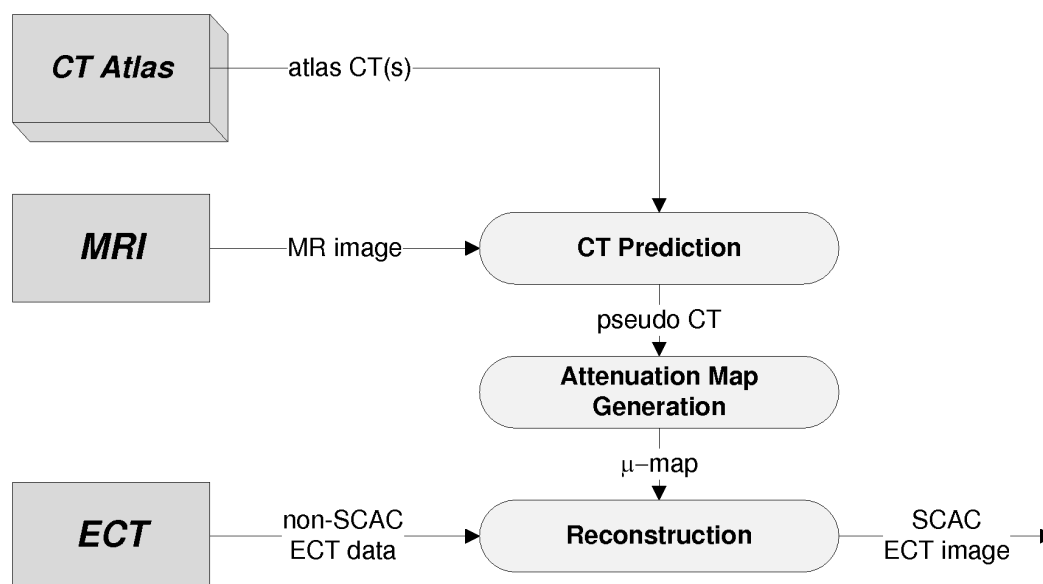 CT Atlas
atlas CT(s)
MRI
MR image
CT Prediction
pseudo CT
Attenuation Map
Generation
μ−map
ECT
non-SCAC
ECT data
Reconstruction
SCAC
ECT image